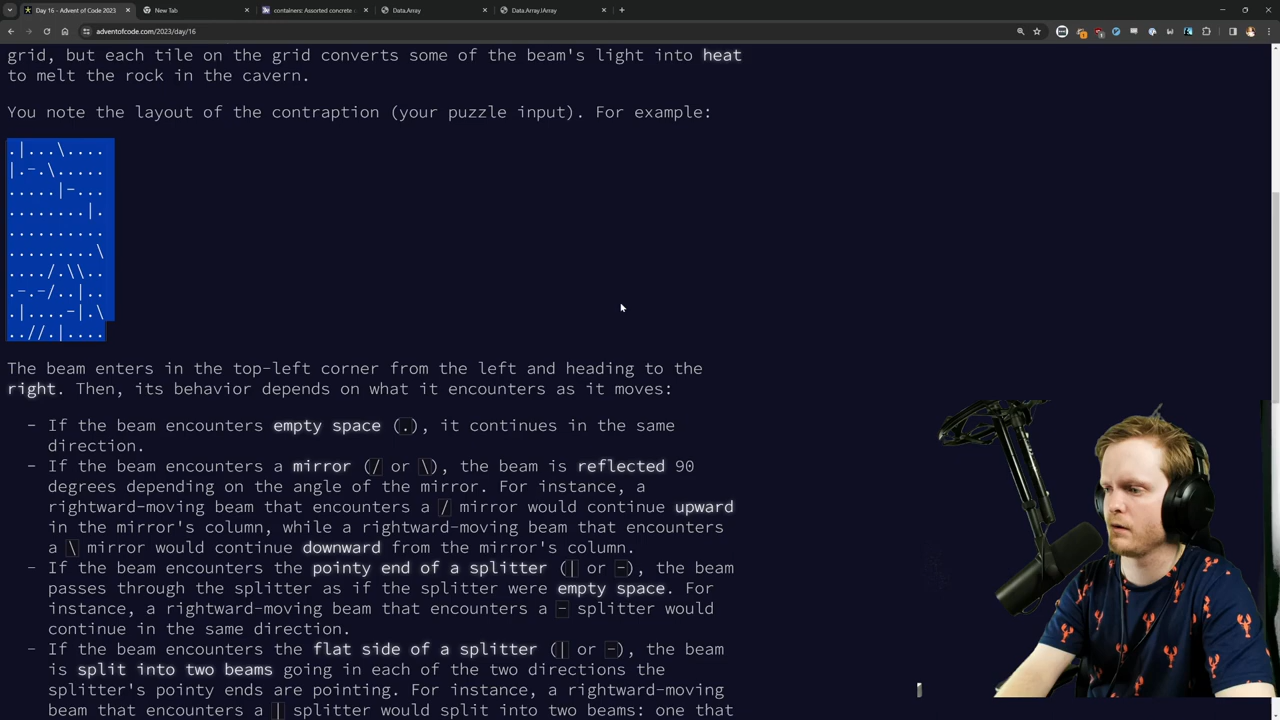 Day 16 - Advent of Code 2023
New Tab
containers: Assorted concrete
Data.Array
Data.Array.IArray
adventofcode.com/2023/day/16
grid, but each tile on the grid converts some of the beam's light into heat
to melt the rock in the cavern.
You note the layout of the contraption (your puzzle input). For example:
.|...\....
|.-.\.....
.....|-...
........|.
..........
.........\
..../.\\..
.-.-/..|..
.|....-|.\
..//.|....
The beam enters in the top-left corner from the left and heading to the
right. Then, its behavior depends on what it encounters as it moves:
- If the beam encounters empty space (.), it continues in the same
direction.
- If the beam encounters a mirror (/ or \), the beam is reflected 90
degrees depending on the angle of the mirror. For instance, a
rightward-moving beam that encounters a / mirror would continue upward
in the mirror's column, while a rightward-moving beam that encounters
a \ mirror would continue downward from the mirror's column.
- If the beam encounters the pointy end of a splitter (| or -), the beam
passes through the splitter as if the splitter were empty space. For
instance, a rightward-moving beam that encounters a - splitter would
continue in the same direction.
- If the beam encounters the flat side of a splitter (| or -), the beam
is split into two beams going in each of the two directions the
splitter's pointy ends are pointing. For instance, a rightward-moving
beam that encounters a | splitter would split into two beams: one that